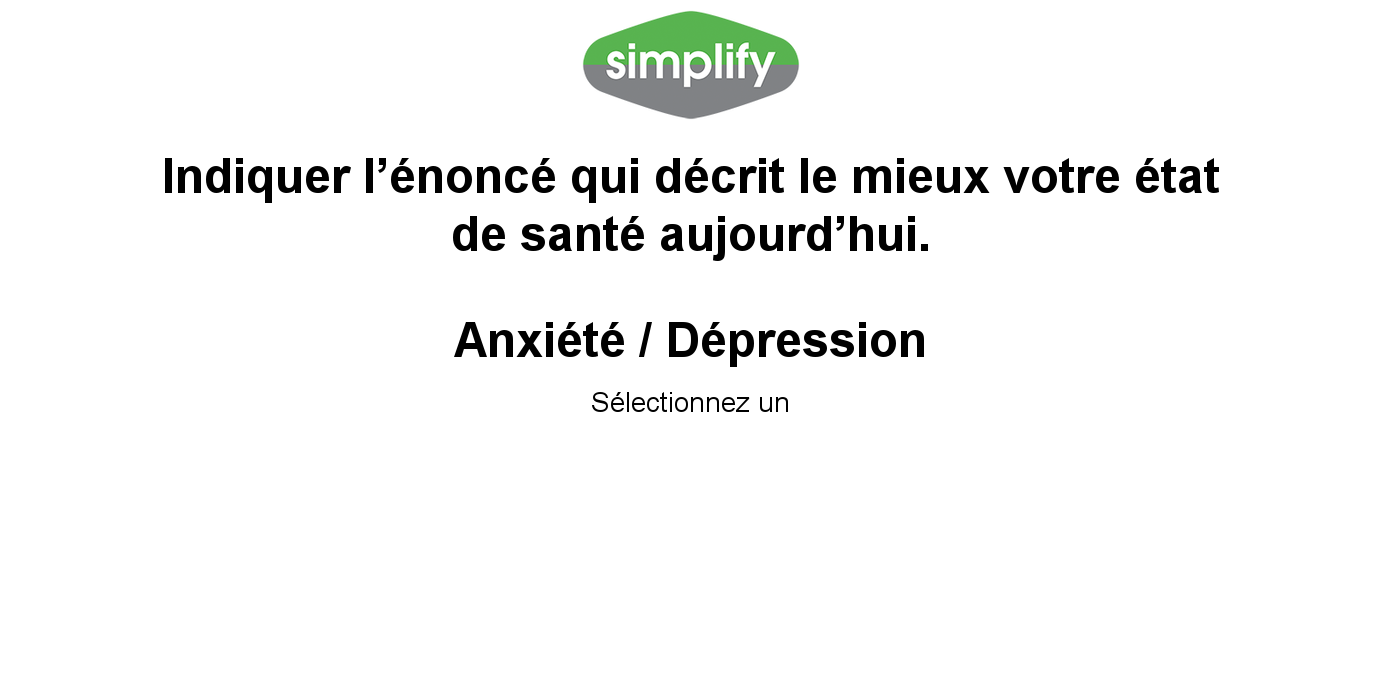 simplify
Indiquer l’énoncé qui décrit le mieux votre état
de santé aujourd’hui.
Anxiété / Dépression
Sélectionnez un